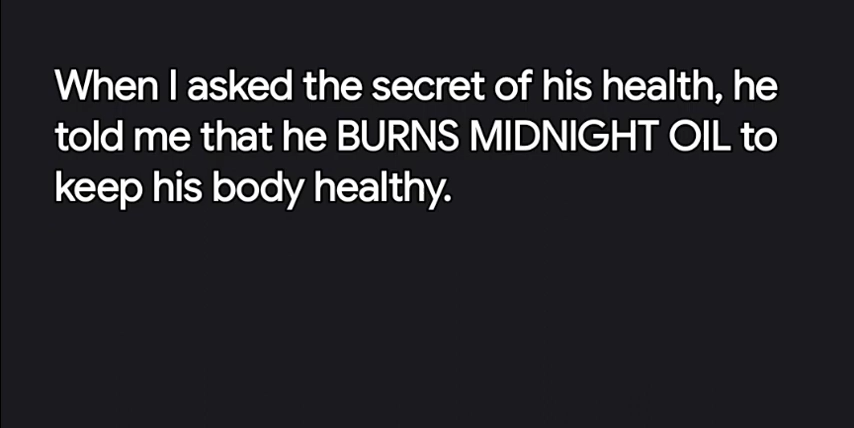 When I asked the secret of his health, he
told me that he BURNS MIDNIGHT OIL to
keep his body healthy.